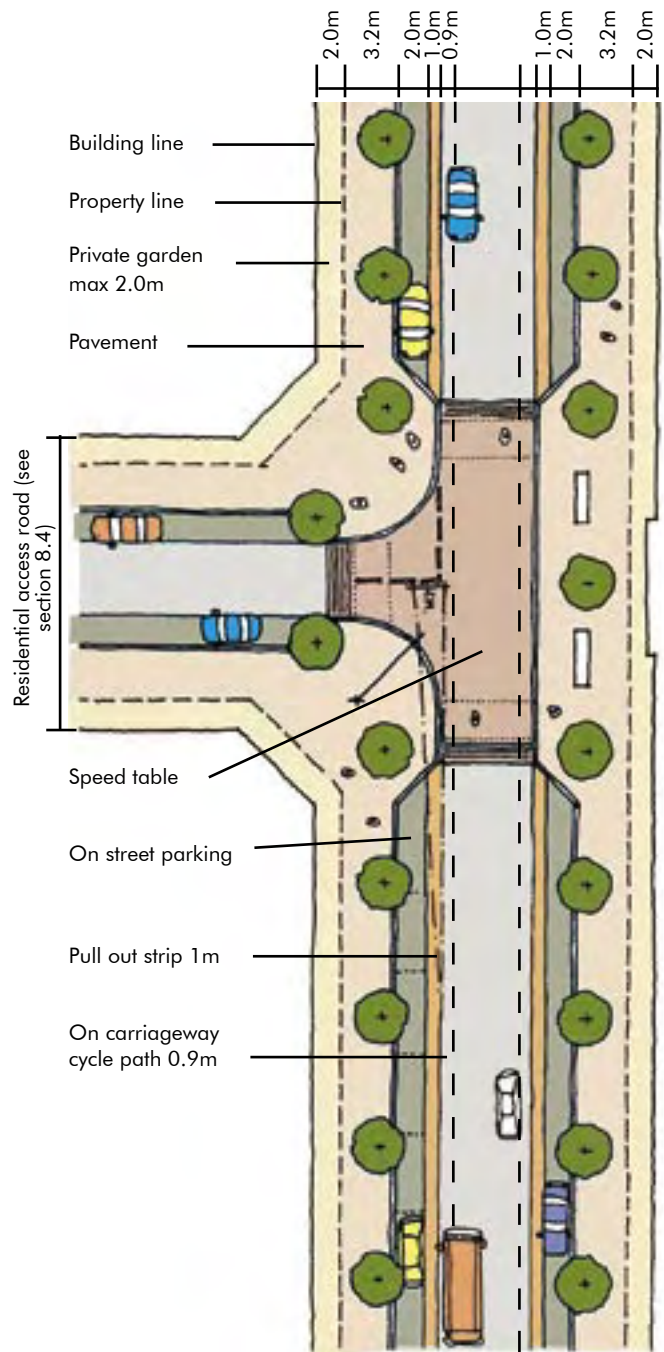 2.0m
3.2m
2.0m
1.0m
0.9m
1.0m
2.0m
3.2m
2.0m
Building line
Property line
Private garden
max 2.0m
Pavement
Residential access road (see
section 8.4)
Speed table
On street parking
Pull out strip 1m
On carriageway
cycle path 0.9m